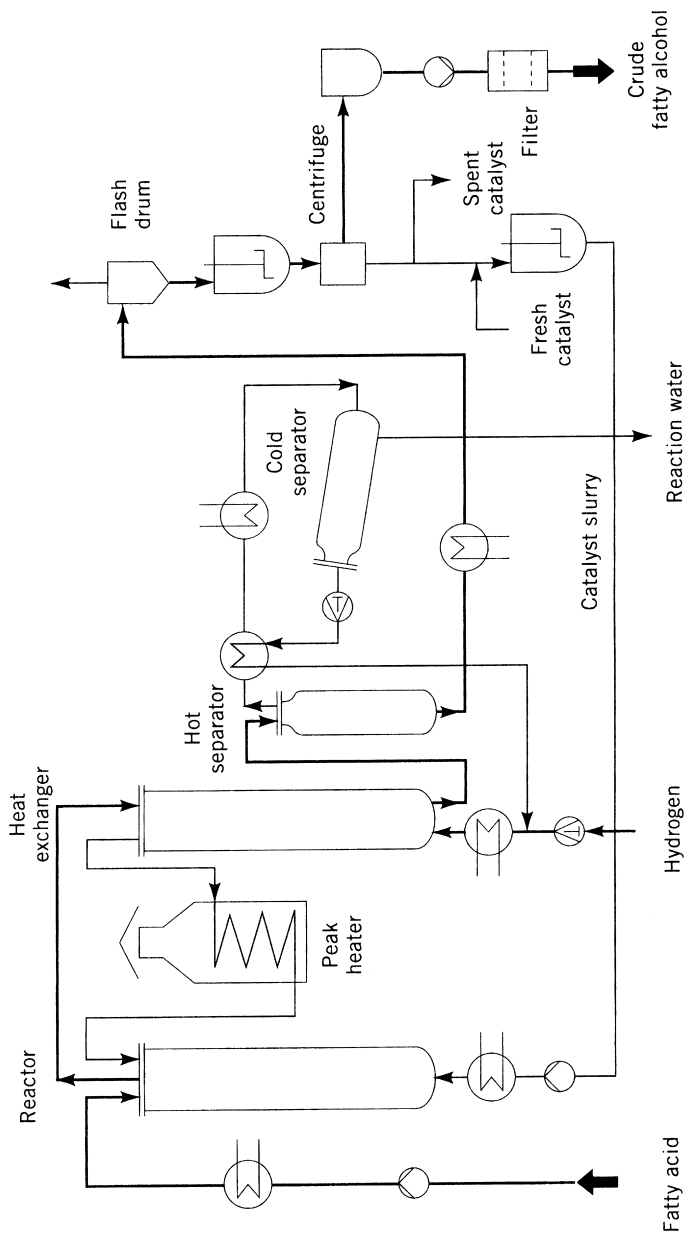 Reactor
Heat
exchanger
Hot
separator
Flash
drum
Centrifuge
Cold
separator
Peak
heater
Spent
catalyst
Fresh
catalyst
Filter
Catalyst slurry
Fatty acid
Hydrogen
Reaction water
Crude
fatty alcohol